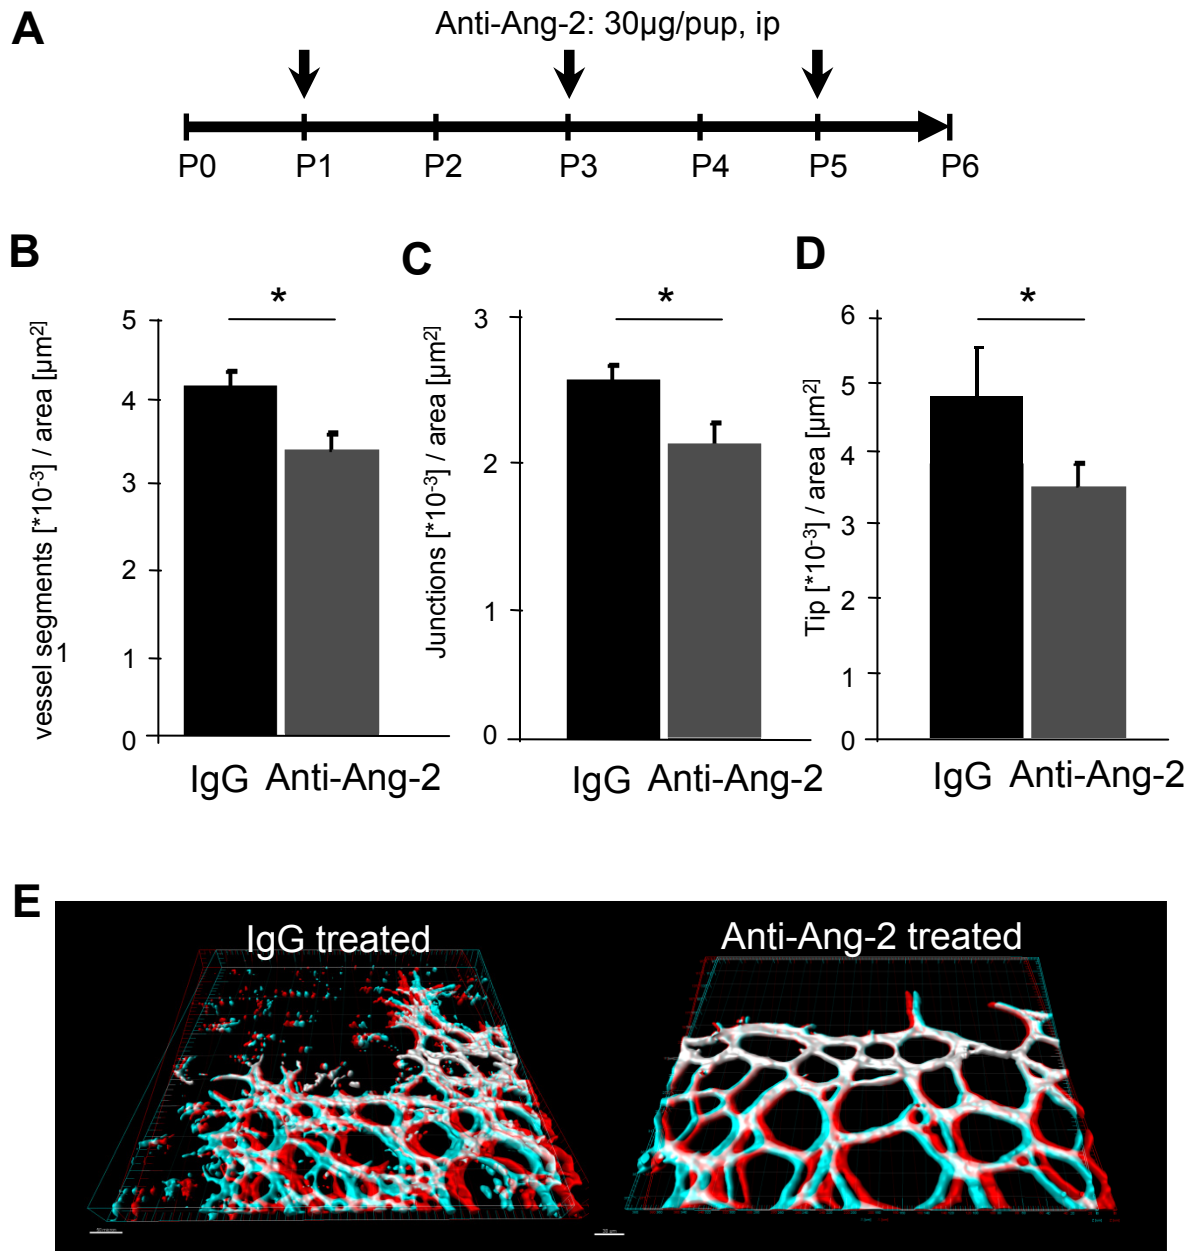 A
Anti-Ang-2: 30µg/pup, ip
P0 P1 P2 P3 P4 P5 P6
B
vessel segments [*10-3] / area [µm2]
1
5
4
3
2
1
0
*
IgG Anti-Ang-2
C
Junctions [*10-3] / area [µm2]
3
2
1
0
*
IgG Anti-Ang-2
D
Tip [*10-3] / area [µm2]
6
5
4
3
2
1
0
*
IgG Anti-Ang-2
E
IgG treated
Anti-Ang-2 treated